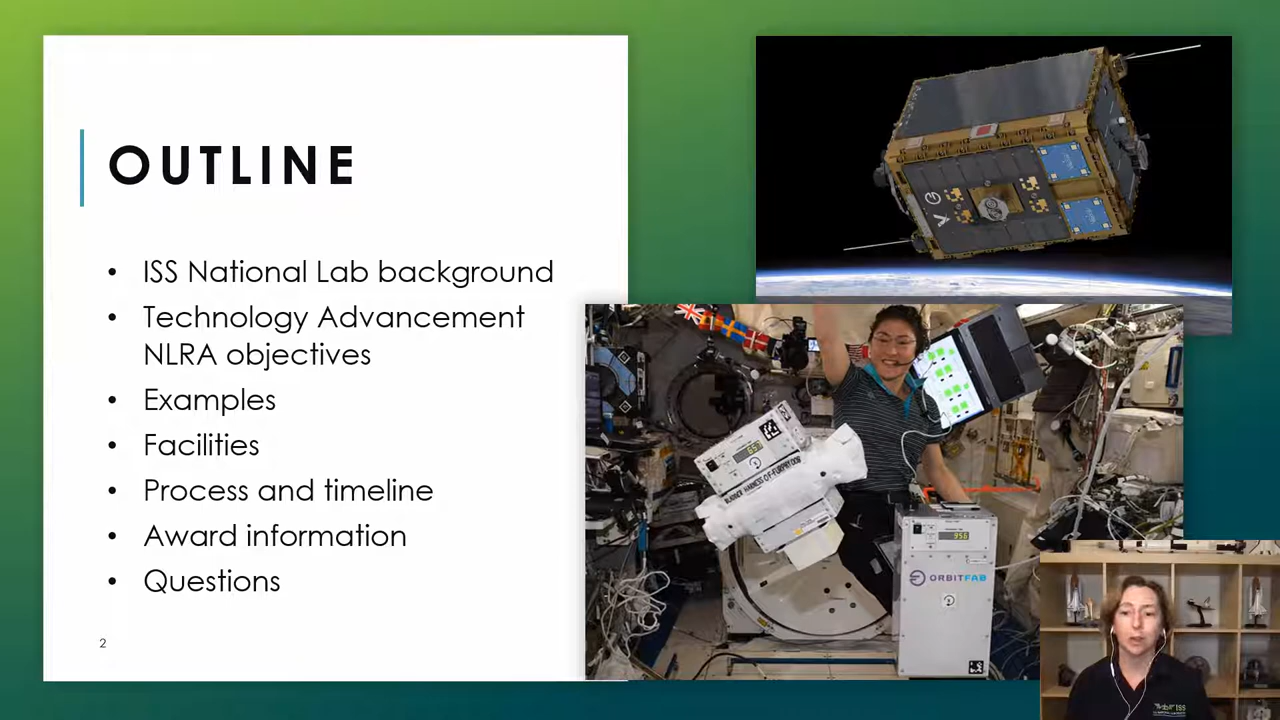 OUTLINE
• ISS National Lab background
• Technology Advancement
NLRA objectives
• Examples
• Facilities
• Process and timeline
• Award information
• Questions
2
ORBITFAB
ISS